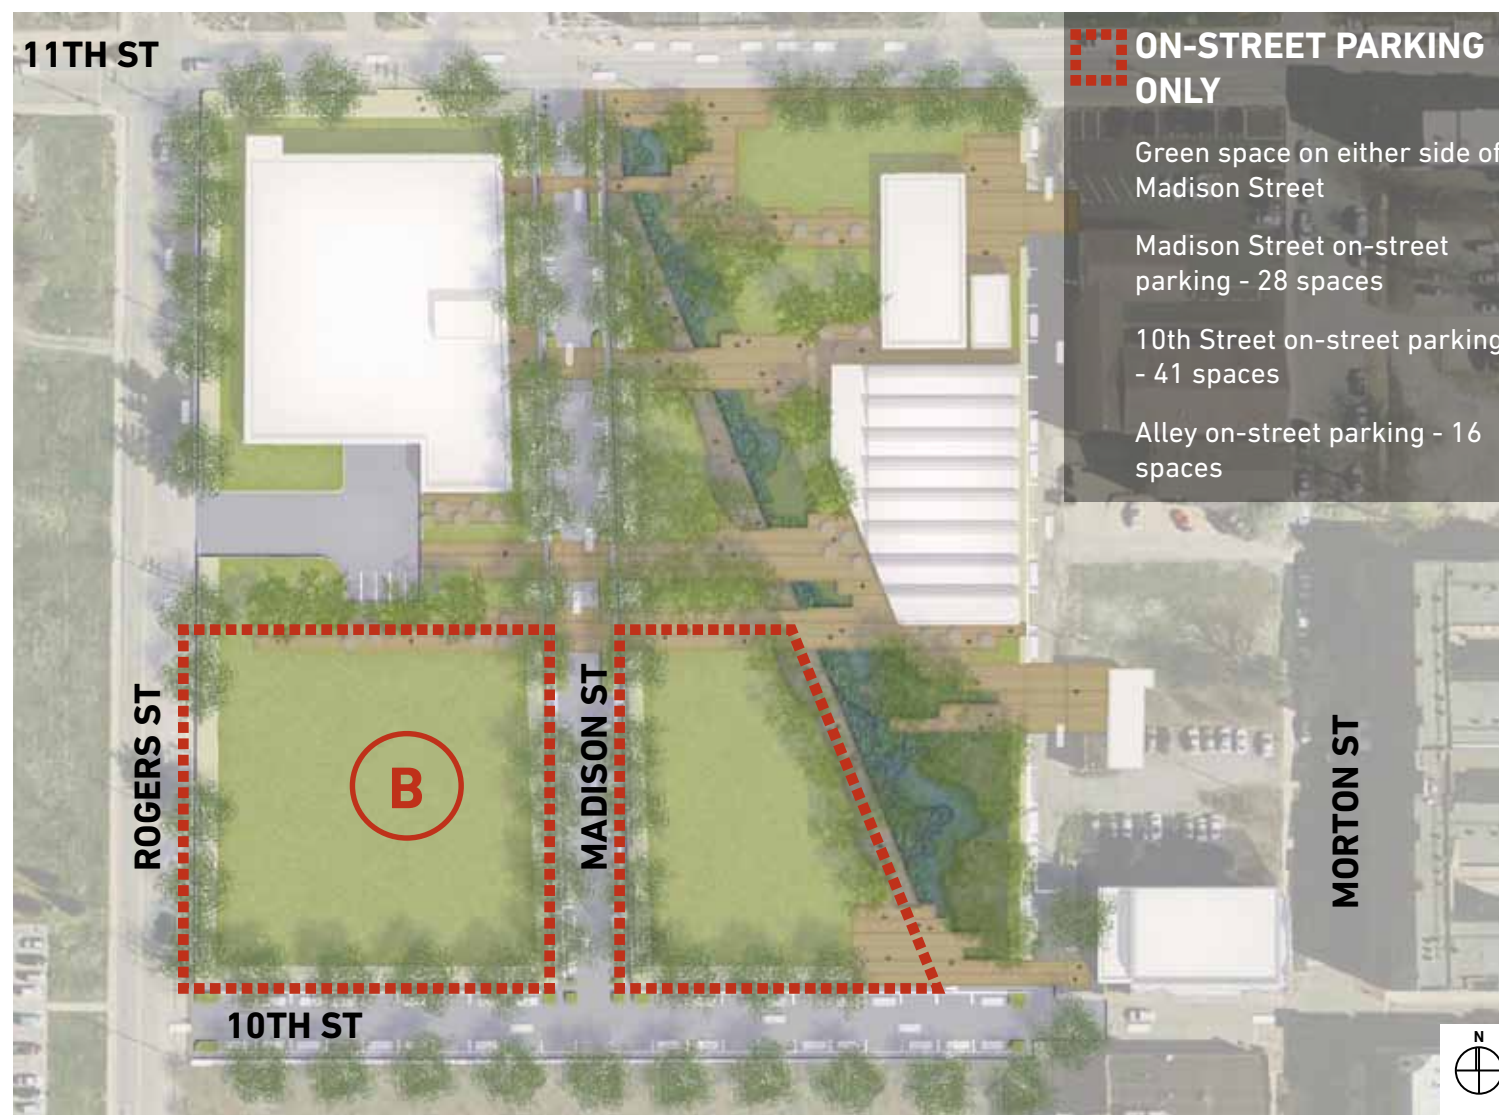 11TH ST
ON-STREET PARKING
ONLY
Green space on either side of
Madison Street
Madison Street on-street
parking - 28 spaces
10th Street on-street parking
- 41 spaces
Alley on-street parking - 16
spaces
ROGERS ST
B
MADISON ST
MORTON ST
10TH ST
N